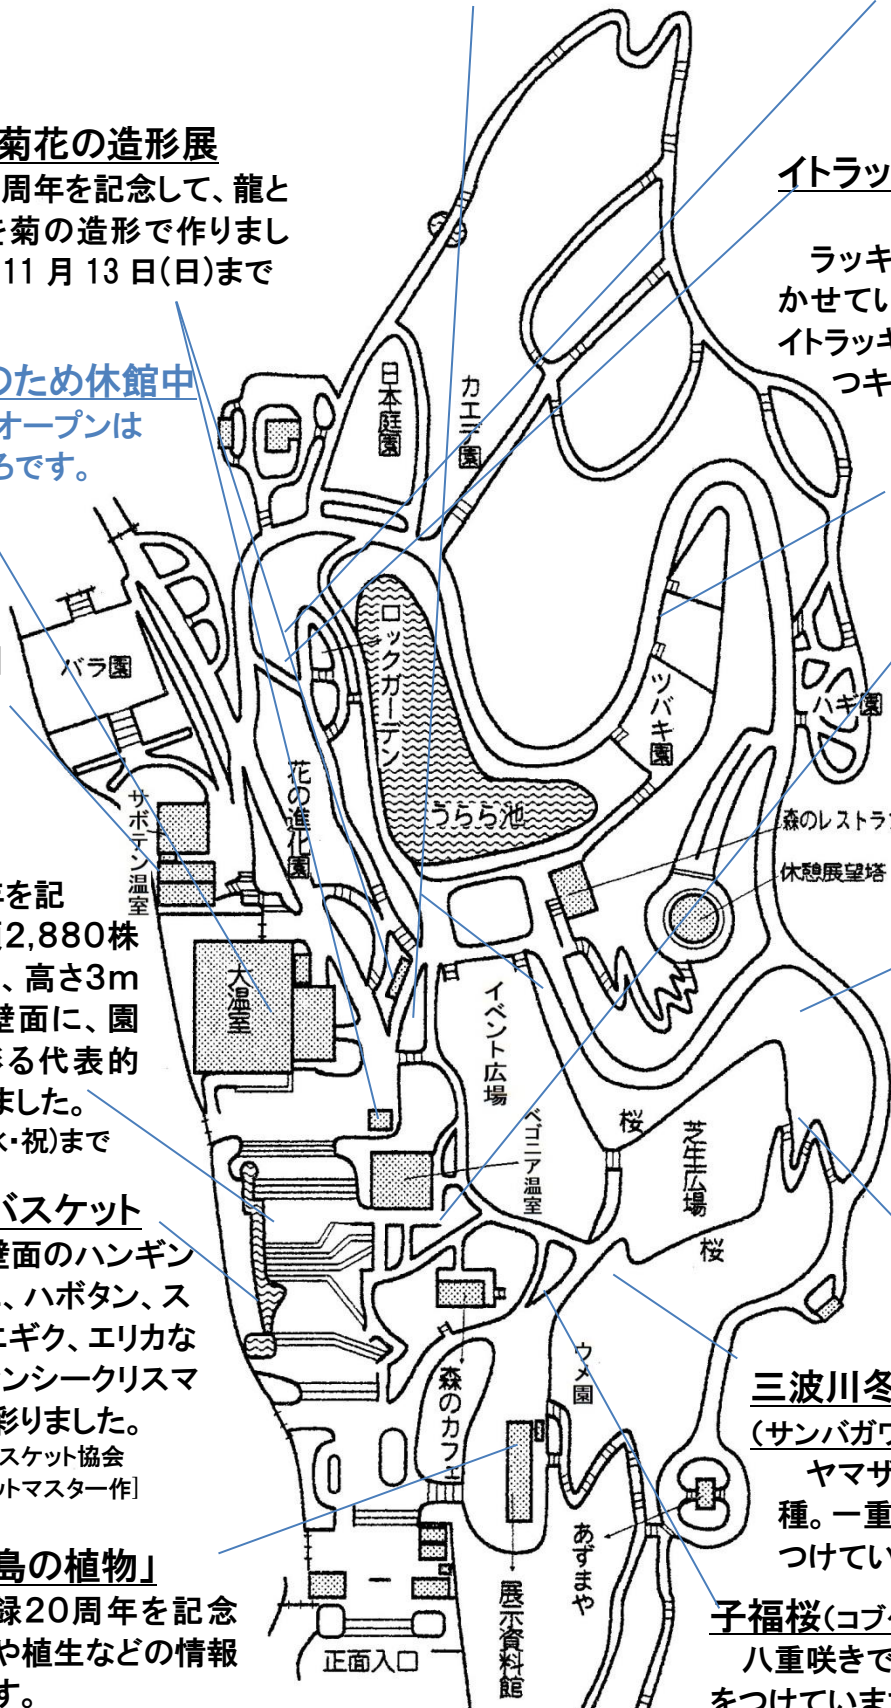 菊花の造形展
周年を記念して、龍と
を菊の造形で作りまし
11月13日(日)まで
のため休館中
オープンは
ろです。
年を記
2,880株
、高さ3m
壁面に、園
る代表的
ました。
・祝)まで
バスケット
壁面のハンギン
、ハボタン、ス
エギク、エリカな
ンシークリスマ
彩りました。
スケット協会
ットマスター作]
島の植物」
録20周年を記念
や植生などの情報
す。
イトラッ
ラッキ
かせてい
イトラッキ
つキ
三波川冬
(サンバガワ
ヤマザ
種。一重
つけてい
子福桜(コブク
八重咲きで
をつけています
日本庭園
カエデ園
バラ園
ロックガーデン
うらら池
ツバキ園
ハギ園
花の進化園
サボテン温室
森のレストラン
休憩展望塔
大温室
イベント広場
ベゴニア温室
桜
芝生広場
桜
森のカフェ
ウメ園
あずまや
展示資料館
正面入口